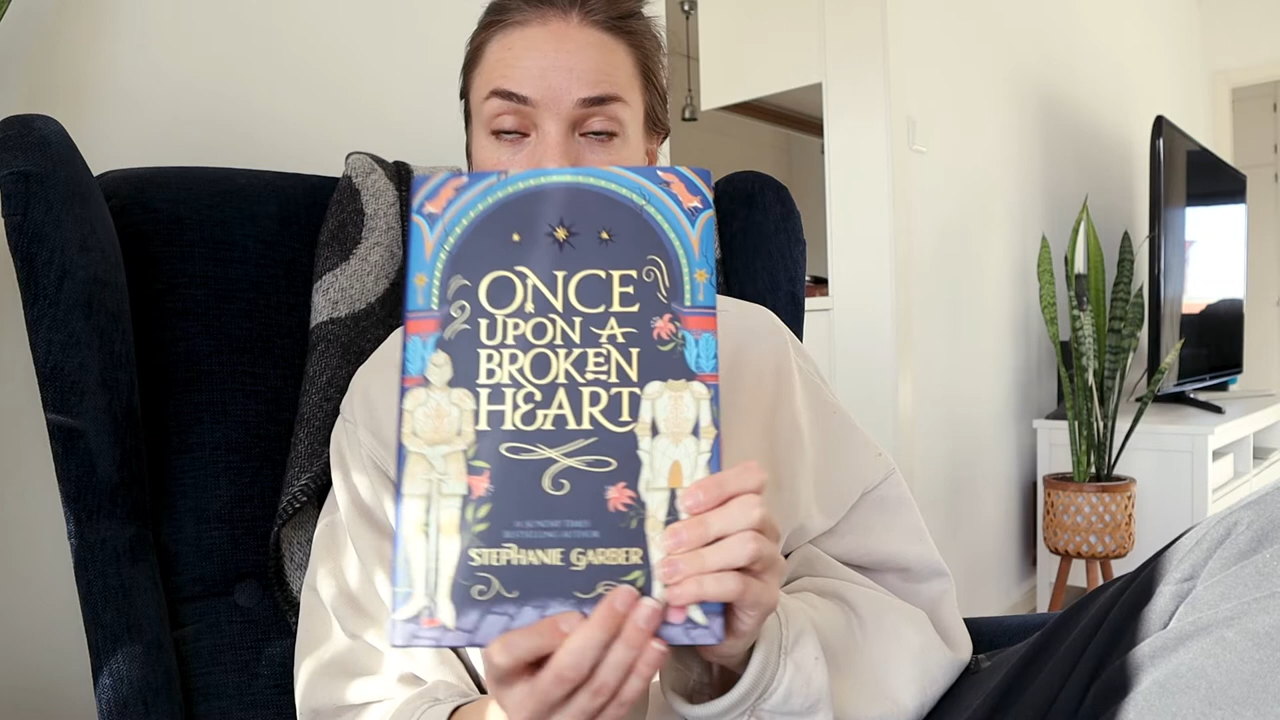 ONCE
UPON A
BROKEN
HEART
A SUNDAY TIMES
BESTSELLING AUTHOR
STEPHANIE GARBER